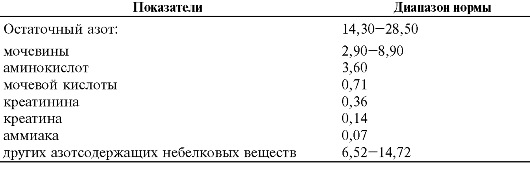 Показатели Диапазон нормы
Остаточный азот: 14,30—28,50
мочевины 2,90—8,90
аминокислот 3,60
мочевой кислоты 0,71
креатинина 0,36
креатина 0,14
аммиака 0,07
других азотсодержащих небелковых веществ 6,52—14,72